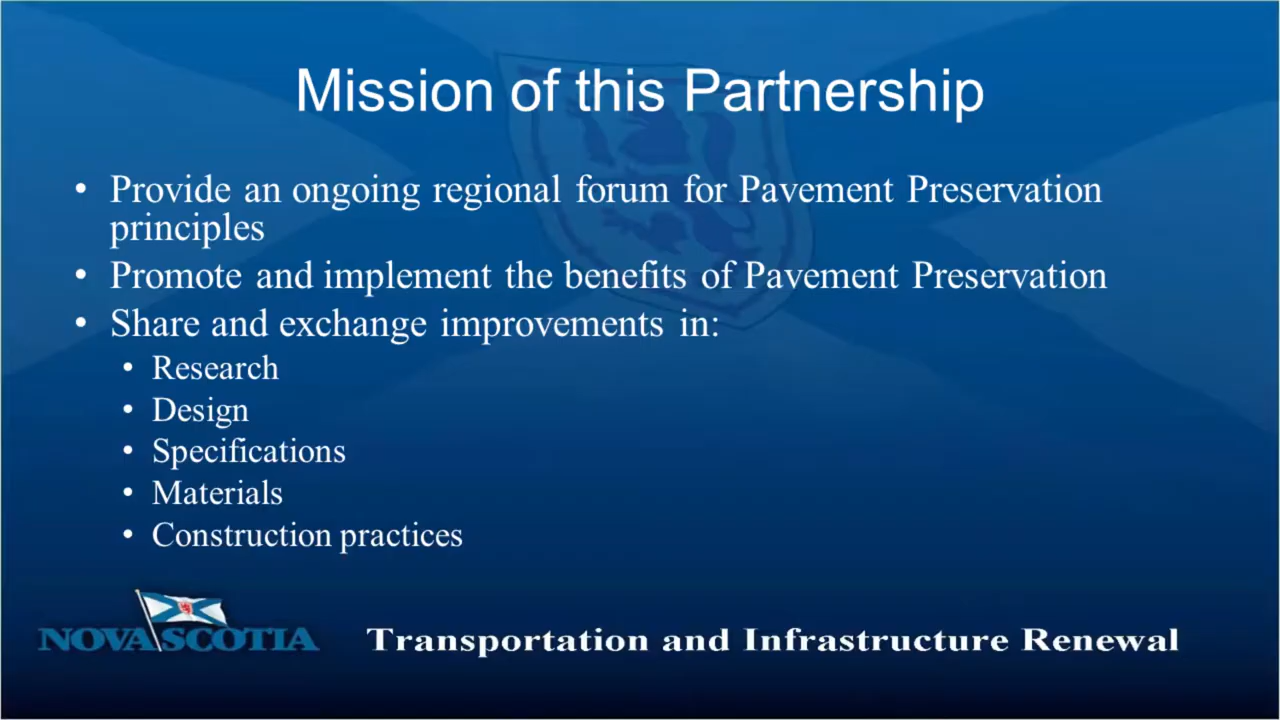 Mission of this Partnership
• Provide an ongoing regional forum for Pavement Preservation
principles
• Promote and implement the benefits of Pavement Preservation
• Share and exchange improvements in:
• Research
• Design
• Specifications
• Materials
• Construction practices
NOVA SCOTIA
Transportation and Infrastructure Renewal